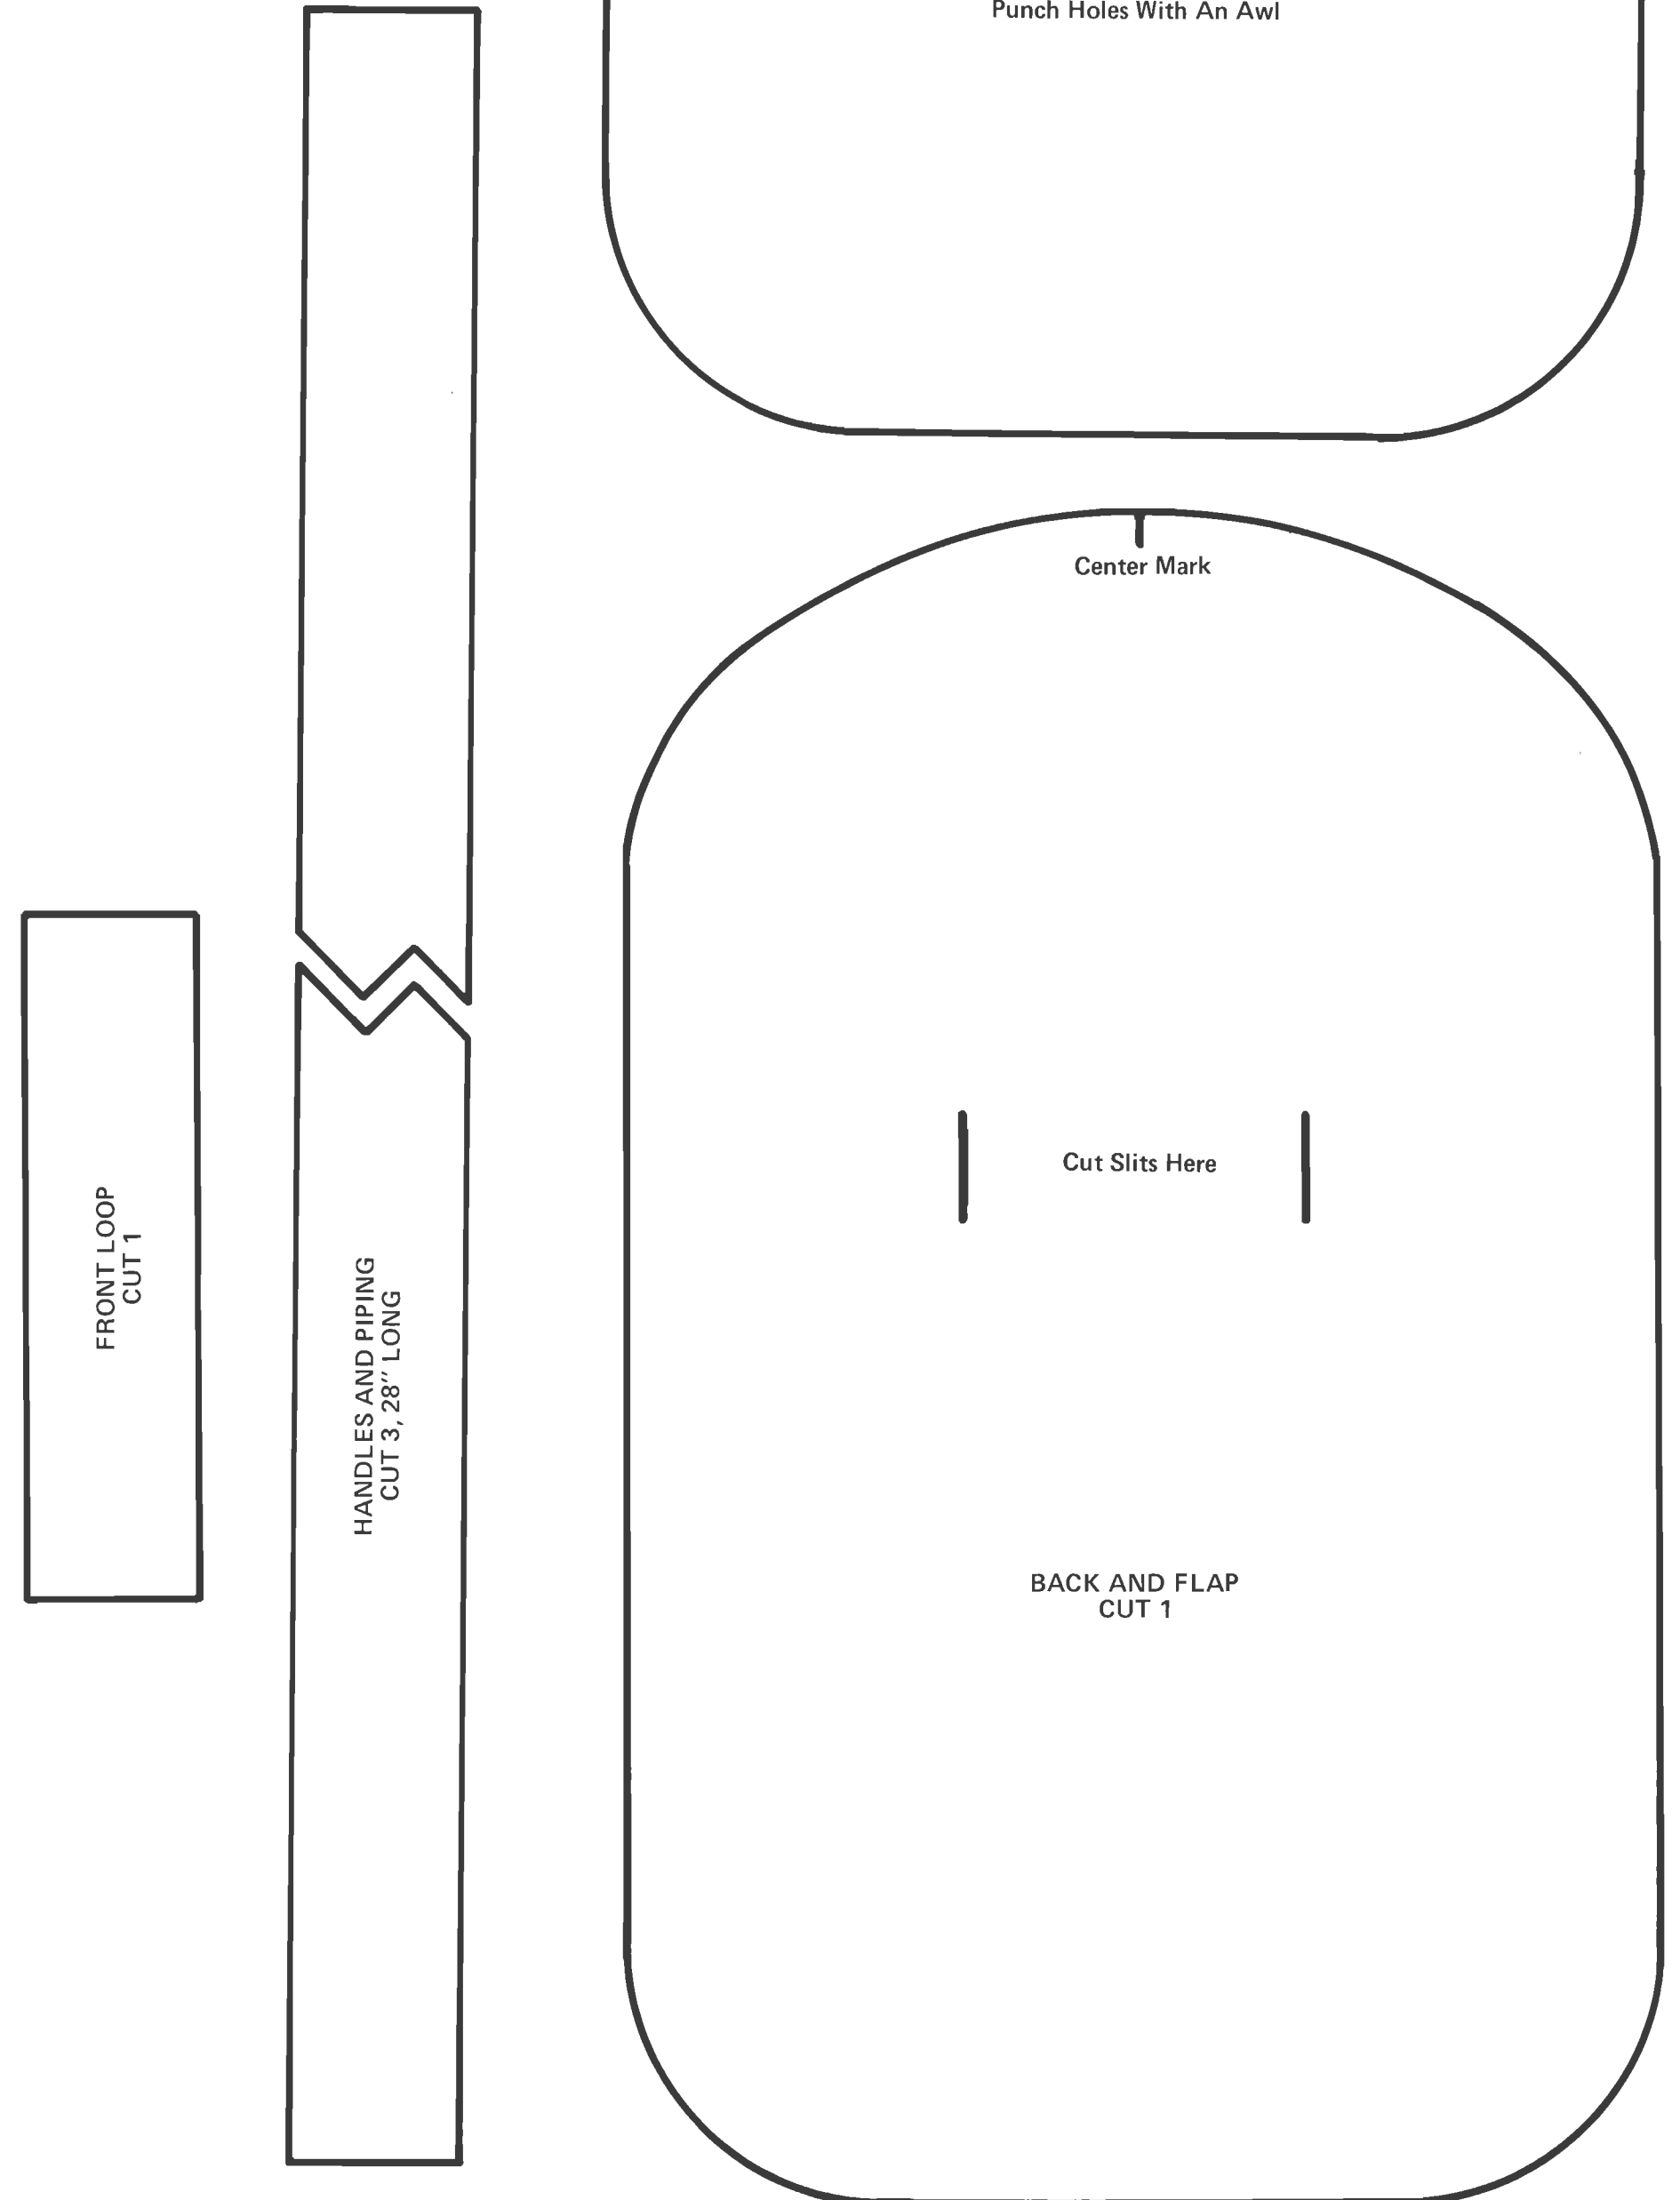 Punch Holes With An Awl
Center Mark
Cut Slits Here
BACK AND FLAP
CUT 1
HANDLES AND PIPING
CUT 3, 28″ LONG
FRONT LOOP
CUT 1